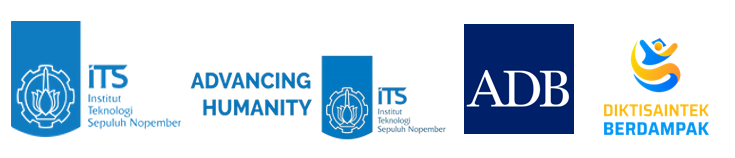 iTS
Institut
Teknologi
Sepuluh Nopember
ADVANCING
HUMANITY
iTS
Institut
Teknologi
Sepuluh Nopember
ADB
DIKTISAINTEK
BERDAMPAK